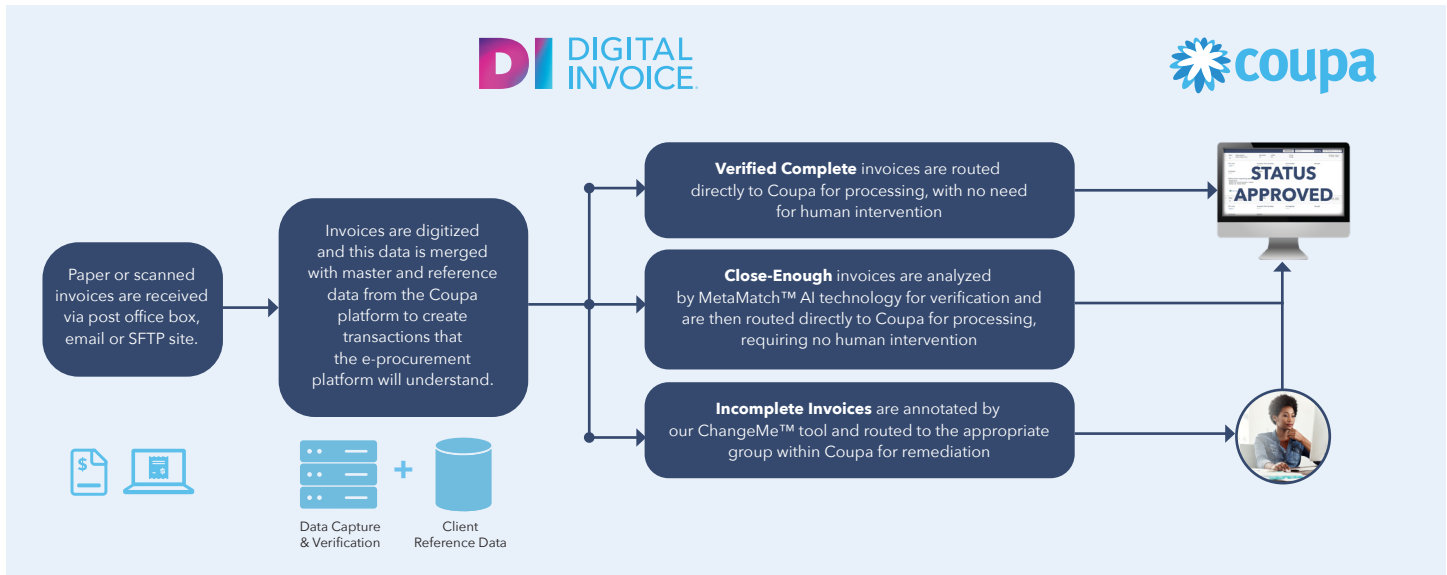 DI DIGITAL
INVOICE
coupa
Paper or scanned
invoices are received
via post office box,
email or SFTP site.
Invoices are digitized
and this data is merged
with master and reference
data from the Coupa
platform to create
transactions that
the e-procurement
platform will understand.
Verified Complete invoices are routed
directly to Coupa for processing, with no need
for human intervention
Close-Enough invoices are analyzed
by MetaMatch™ AI technology for verification and
are then routed directly to Coupa for processing,
requiring no human intervention
Incomplete Invoices are annotated by
our ChangeMe™ tool and routed to the appropriate
group within Coupa for remediation
STATUS
APPROVED
$
$
+
Data Capture
& Verification
Client
Reference Data